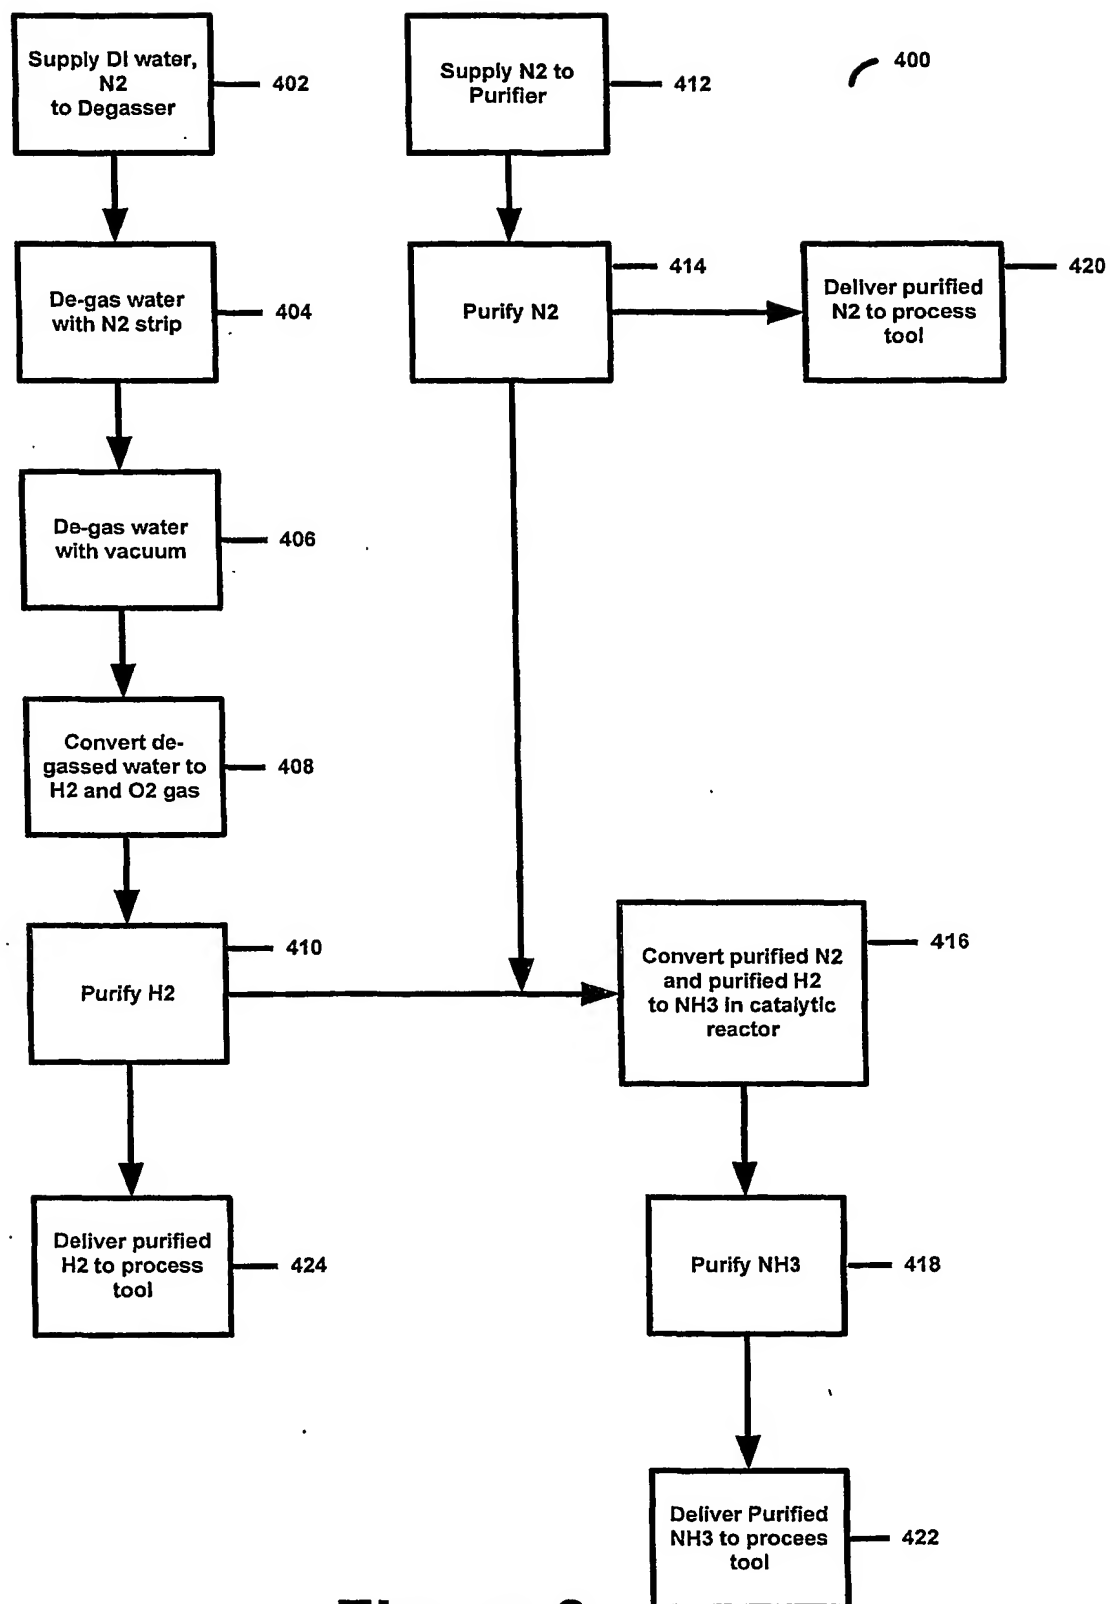 Supply DI water,
N2
to Degasser
402
Supply N2 to
Purifier
412
400
De-gas water
with N2 strip
404
Purify N2
414
Deliver purified
N2 to process
tool
420
De-gas water
with vacuum
406
Convert de-
gassed water to
H2 and O2 gas
408
Purify H2
410
Convert purified N2
and purified H2
to NH3 in catalytic
reactor
416
Deliver purified
H2 to process
tool
424
Purify NH3
418
Deliver Purified
NH3 to procees
tool
422